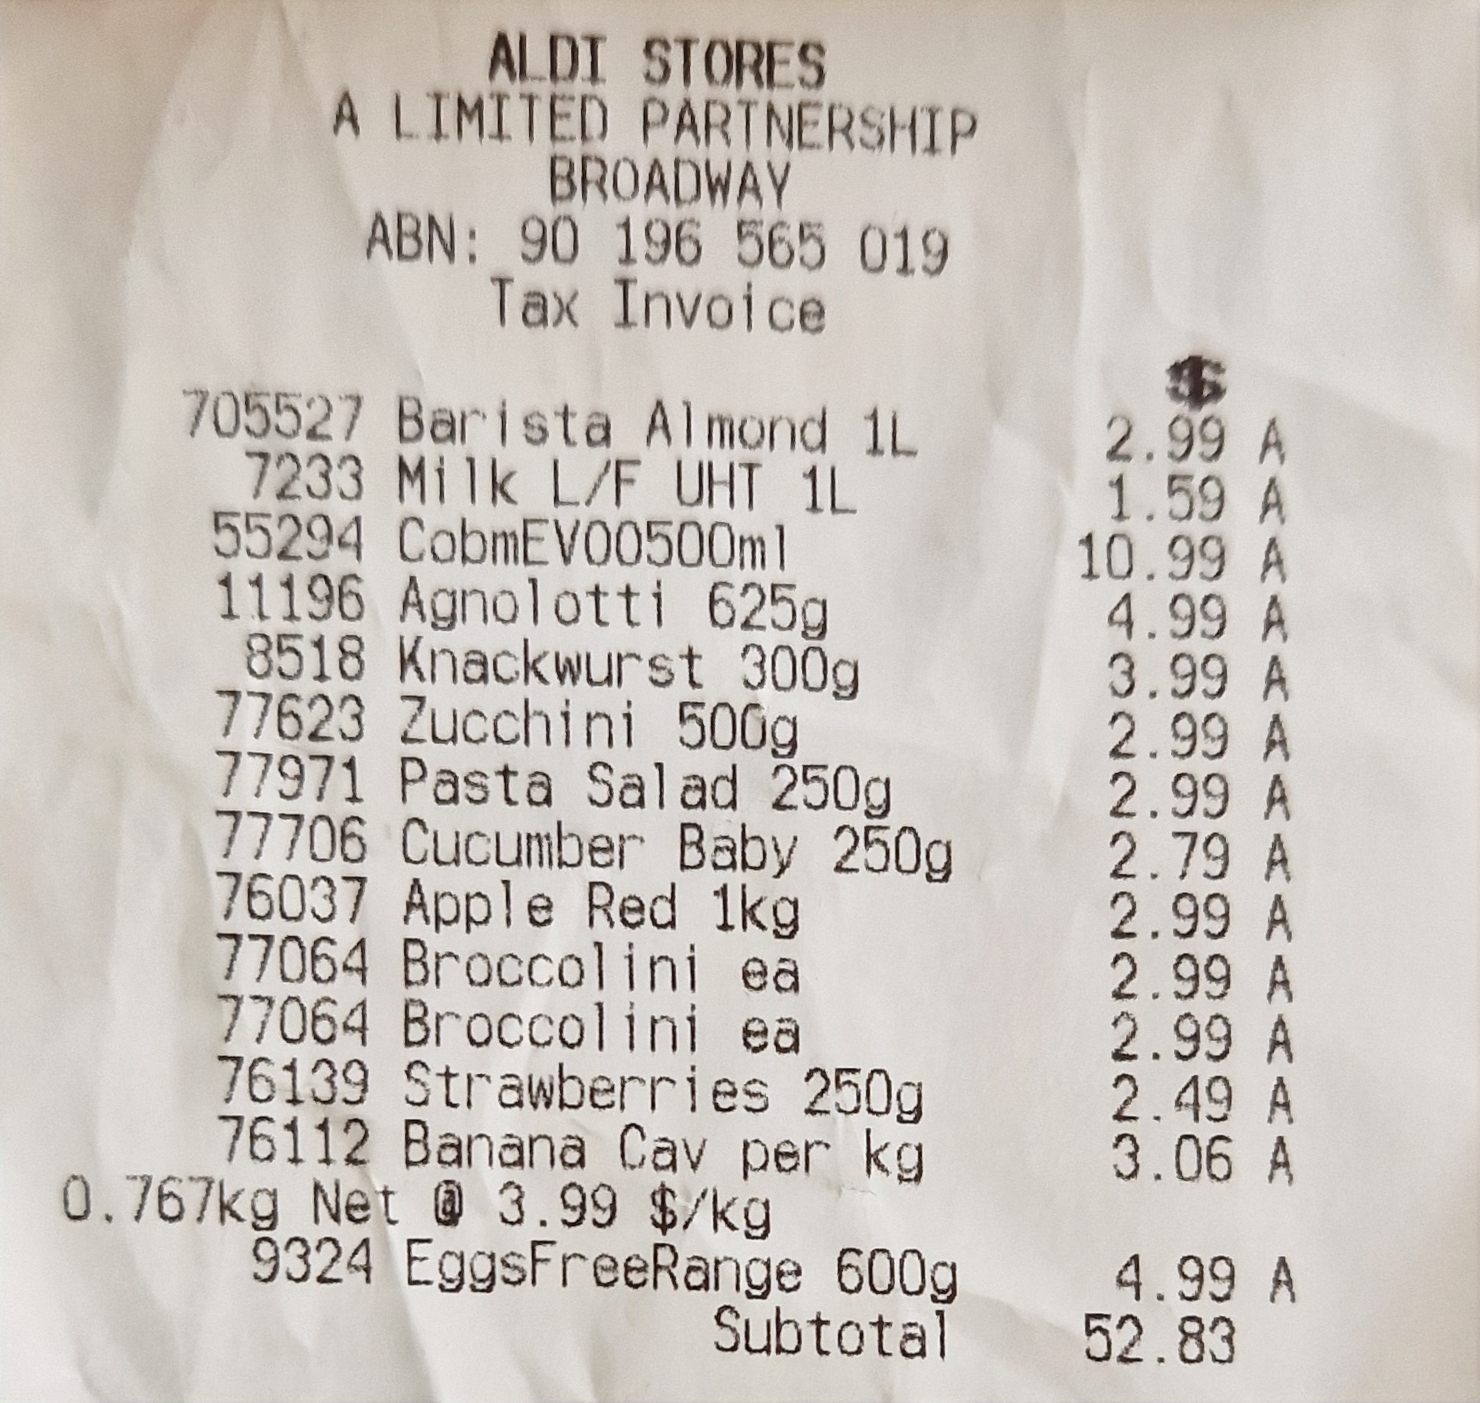 ALDI STORES
A LIMITED PARTNERSHIP
BROADWAY
ABN: 90 196 565 019
Tax Invoice
$
705527 Barista Almond 1L 2.99 A
7233 Milk L/F UHT 1L 1.59 A
55294 CobmEVOO500ml 10.99 A
11196 Agnolotti 625g 4.99 A
8518 Knackwurst 300g 3.99 A
77623 Zucchini 500g 2.99 A
77971 Pasta Salad 250g 2.99 A
77706 Cucumber Baby 250g 2.79 A
76037 Apple Red 1kg 2.99 A
77064 Broccolini ea 2.99 A
77064 Broccolini ea 2.99 A
76139 Strawberries 250g 2.49 A
76112 Banana Cav per kg 3.06 A
0.767kg Net @ 3.99 $/kg
9324 EggsFreeRange 600g 4.99 A
Subtotal 52.83